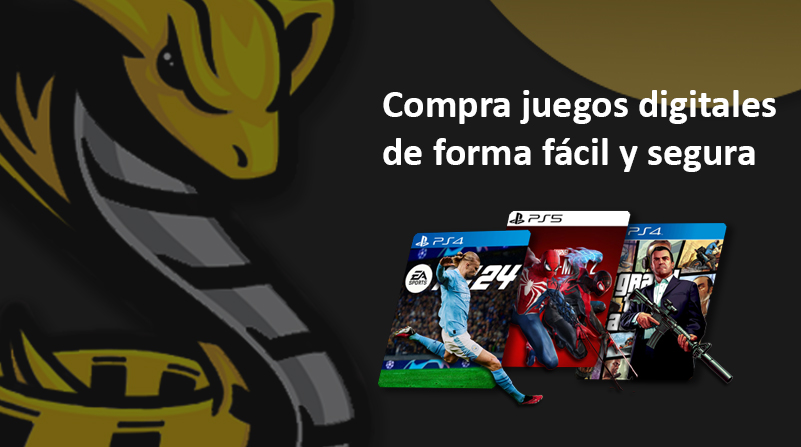 Compra juegos digitales
de forma fácil y segura
PS5
PS4
PS4
EA
SPORTS
24